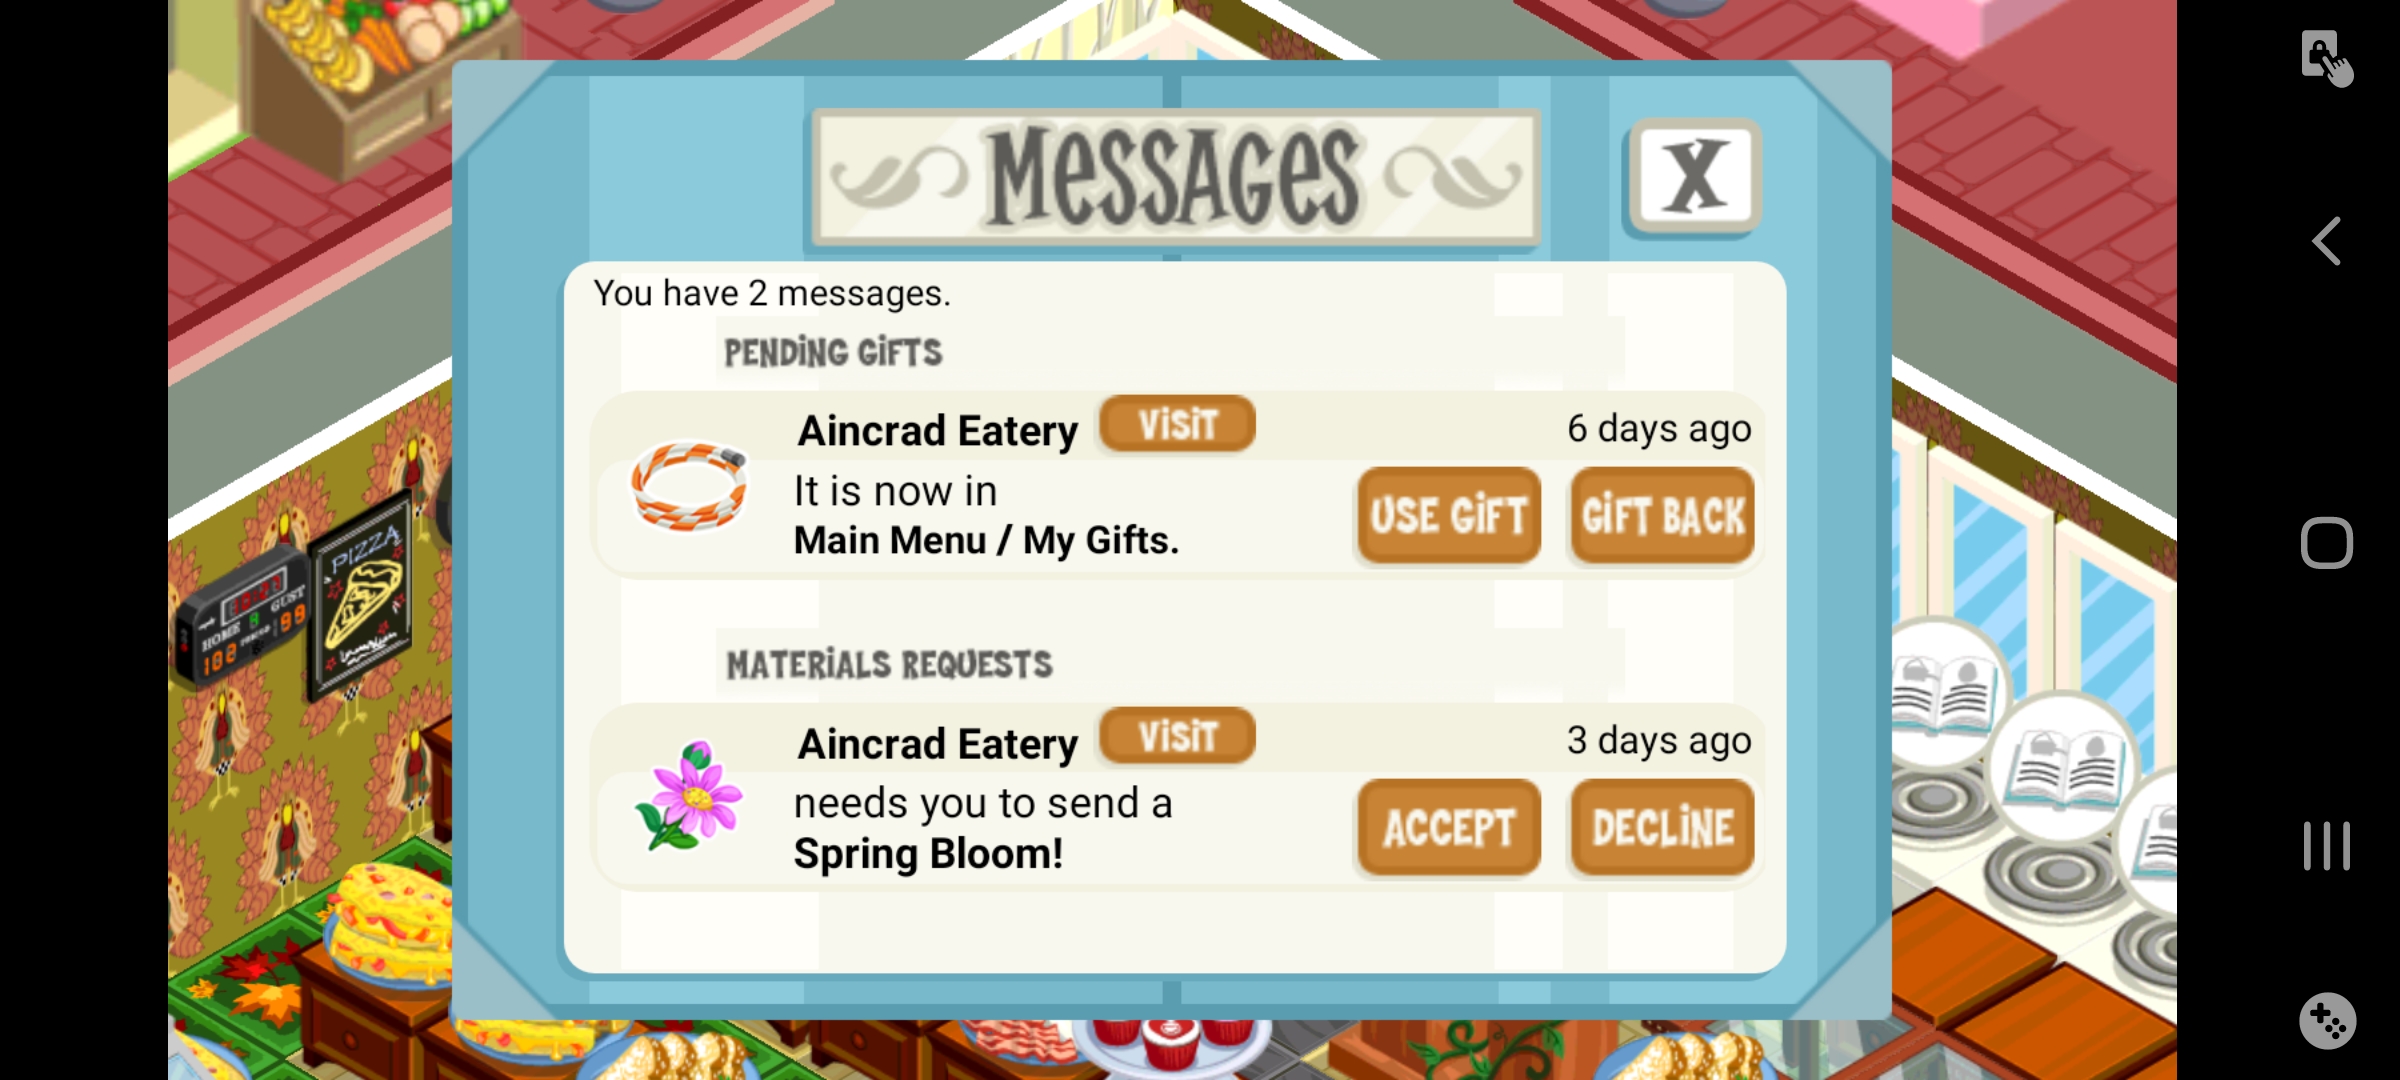 MESSAGES
X
You have 2 messages.
PENDING GIFTS
Aincrad Eatery
VISIT
6 days ago
It is now in
Main Menu / My Gifts.
USE GIFT
GIFT BACK
MATERIALS REQUESTS
Aincrad Eatery
VISIT
3 days ago
needs you to send a
Spring Bloom!
ACCEPT
DECLINE
PIZZA
HOME
GUST
102
99